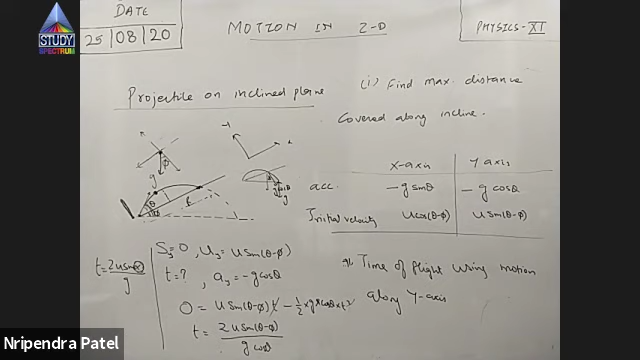 STUDY
SPECTRUM
DATE
25/08/20
MOTION IN 2-D
PHYSICS-XI
Projectile on inclined plane
(i) Find max. distance
Covered along incline.
x-axis
y axis
acc.
-g sinθ
-g cosθ
Initial velocity
u cos(θ-ϕ)
u sin(θ-ϕ)
g
t=2u sinθ/g
Sy=0, uy= u sin(θ-ϕ)
t=?, ay=-g cosθ
0 = u sin(θ-ϕ)t - 1/2 × g cosθ × t²
t = 2u sin(θ-ϕ)/g cosθ
Time of flight using motion
along Y-axis
Nripendra Patel